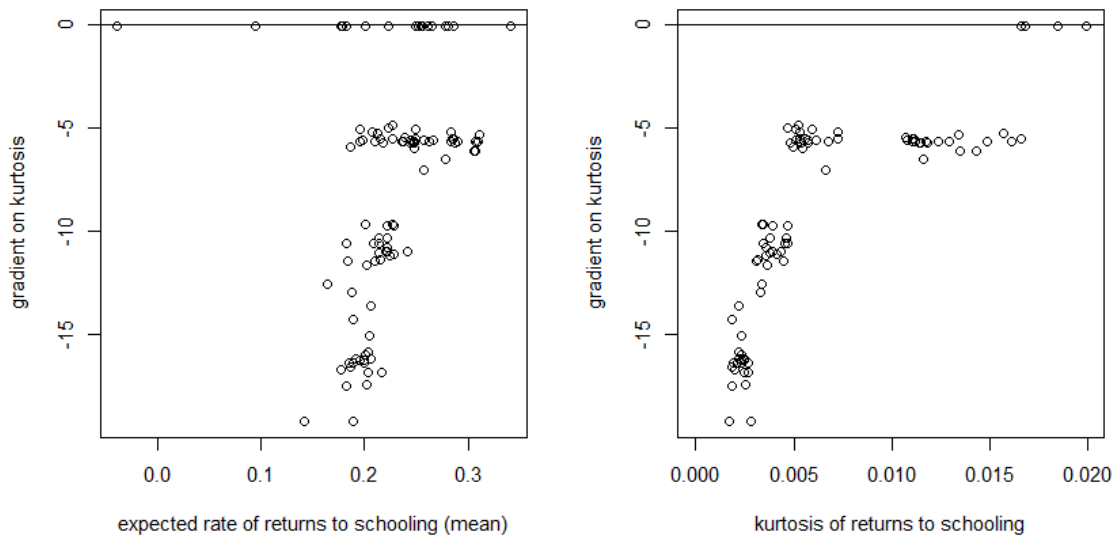 0
-5
-10
-15
gradient on kurtosis
0.0 0.1 0.2 0.3
expected rate of returns to schooling (mean)
0
-5
-10
-15
gradient on kurtosis
0.000 0.005 0.010 0.015 0.020
kurtosis of returns to schooling